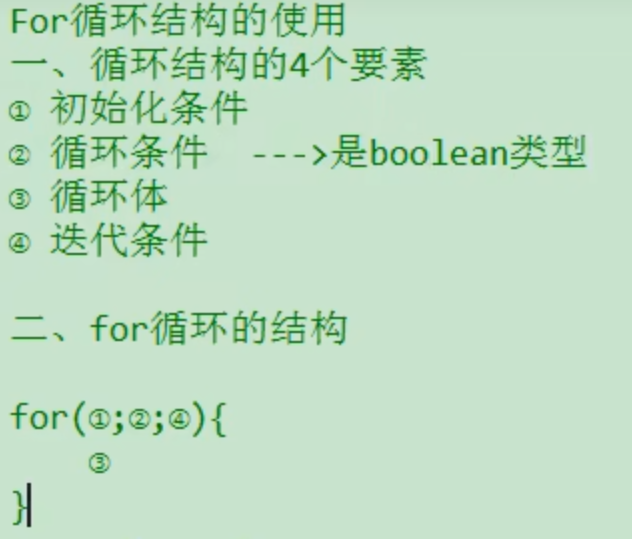 For循环结构的使用
一、循环结构的4个要素
① 初始化条件
② 循环条件  --->是boolean类型
③ 循环体
④ 迭代条件
二、for循环的结构
for(①;②;④){
③
}